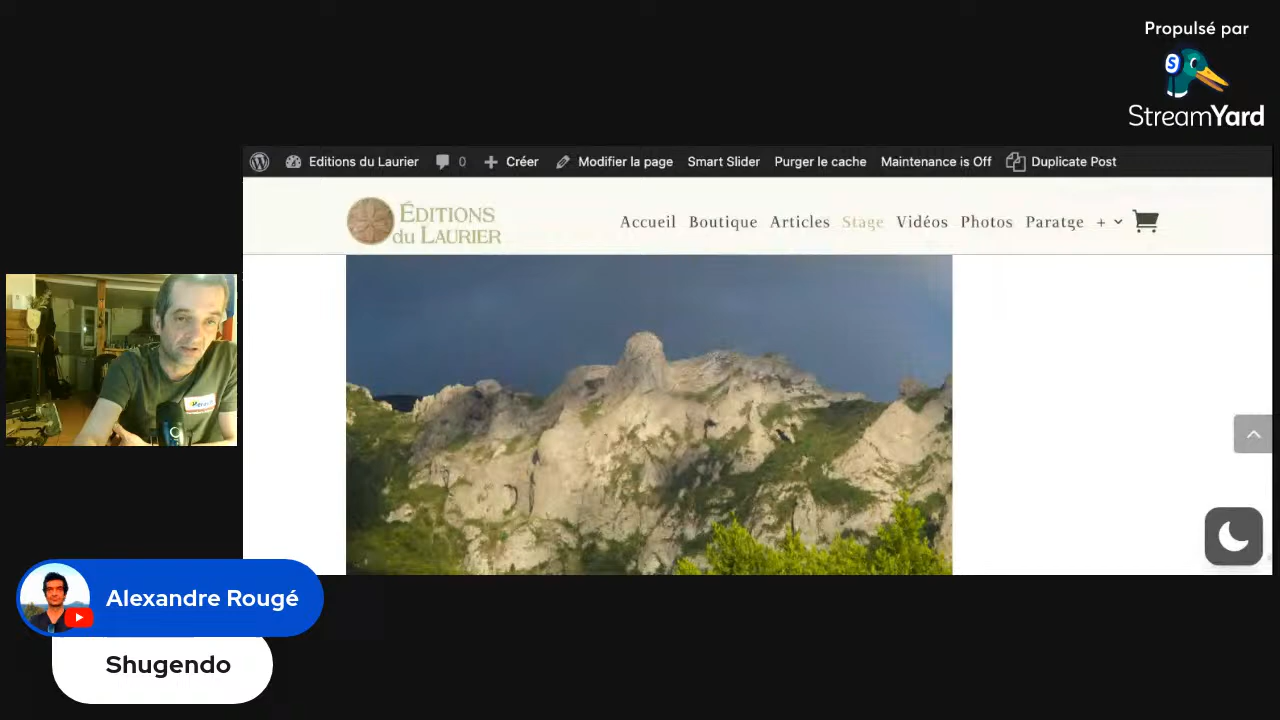 Propulsé par
StreamYard
Editions du Laurier 0 Créer Modifier la page Smart Slider Purger le cache Maintenance is Off Duplicate Post
ÉDITIONS
du LAURIER
Accueil Boutique Articles Stage Vidéos Photos Paratge +
Alexandre Rougé
Shugendo